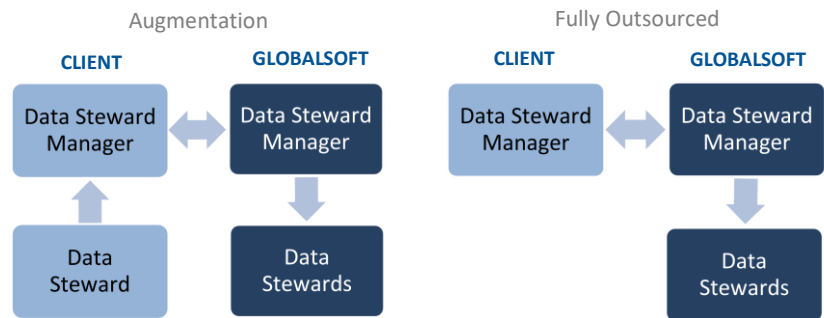 Augmentation
Fully Outsourced
CLIENT
GLOBALSOFT
CLIENT
GLOBALSOFT
Data Steward
Manager
Data Steward
Manager
Data Steward
Manager
Data Steward
Manager
Data
Steward
Data
Stewards
Data
Stewards